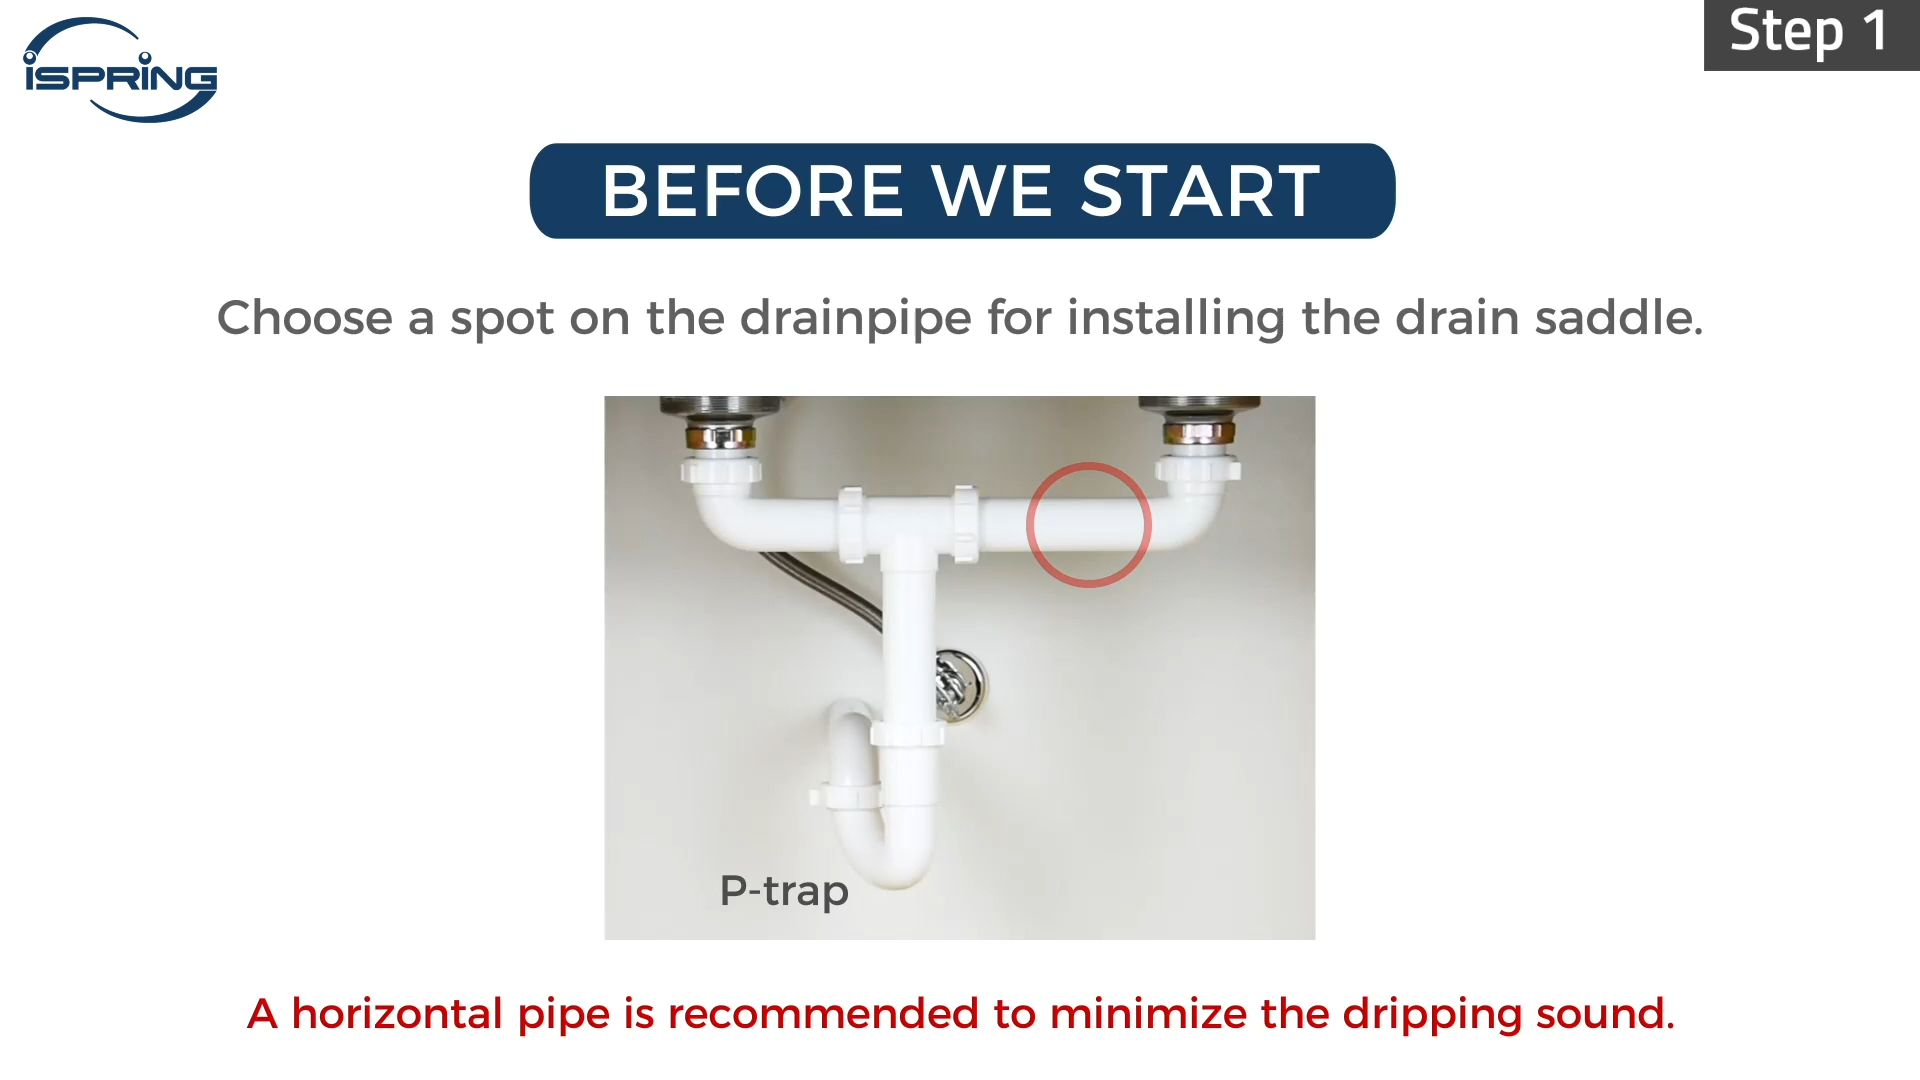 iSPRiNG
Step 1
BEFORE WE START
Choose a spot on the drainpipe for installing the drain saddle.
P-trap
A horizontal pipe is recommended to minimize the dripping sound.